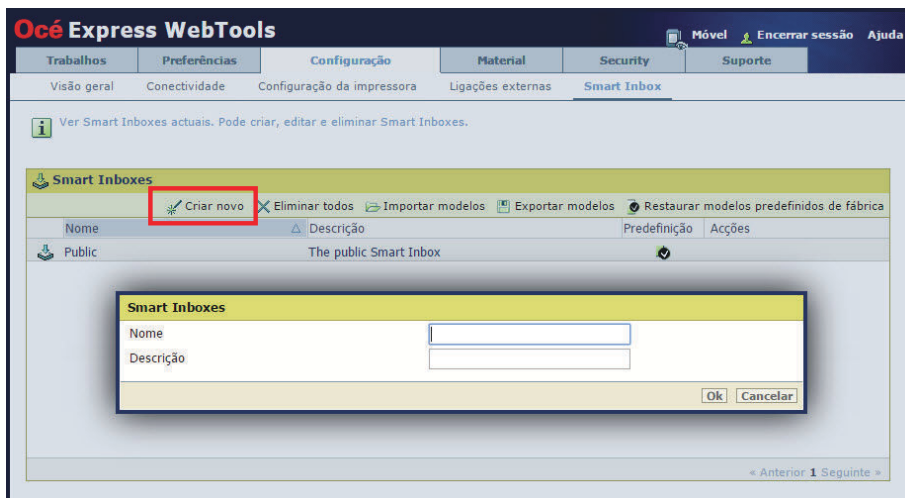 Océ Express WebTools
Móvel Encerrar sessão Ajuda
Trabalhos Preferências Configuração Material Security Suporte
Visão geral Conectividade Configuração da impressora Ligações externas Smart Inbox
Ver Smart Inboxes actuais. Pode criar, editar e eliminar Smart Inboxes.
Smart Inboxes
Criar novo Eliminar todos Importar modelos Exportar modelos Restaurar modelos predefinidos de fábrica
Nome Descrição Predefinição Acções
Public The public Smart Inbox
Smart Inboxes
Nome
Descrição
Ok Cancelar
« Anterior 1 Seguinte »